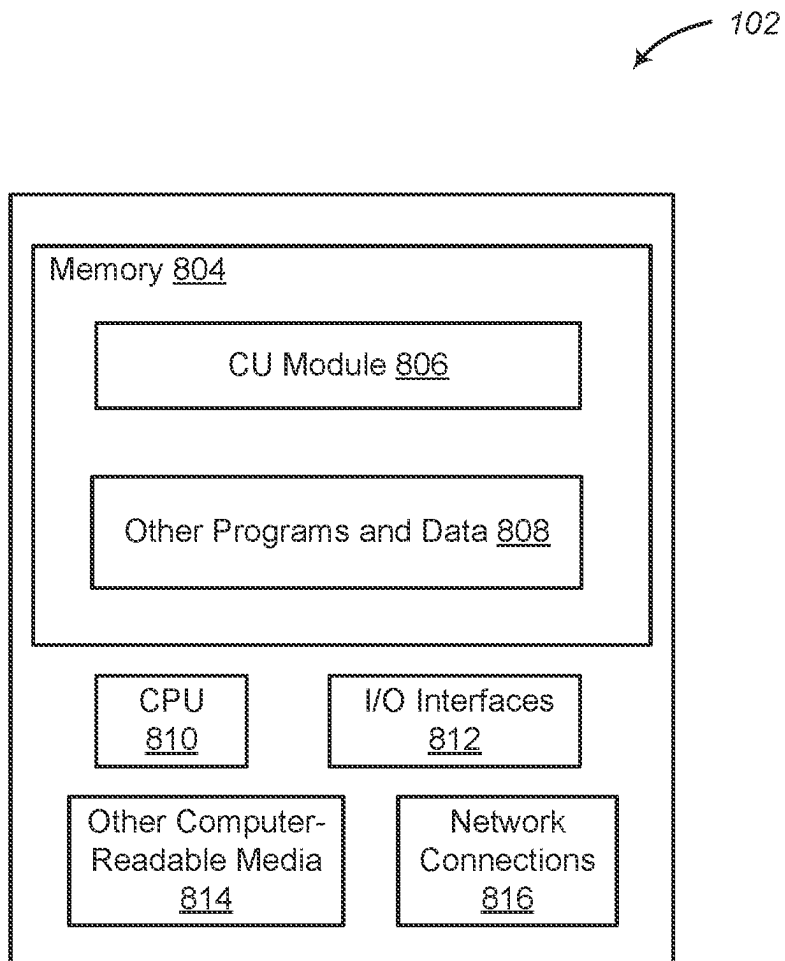 102
Memory 804
CU Module 806
Other Programs and Data 808
CPU
810
I/O Interfaces
812
Other Computer-
Readable Media
814
Network
Connections
816